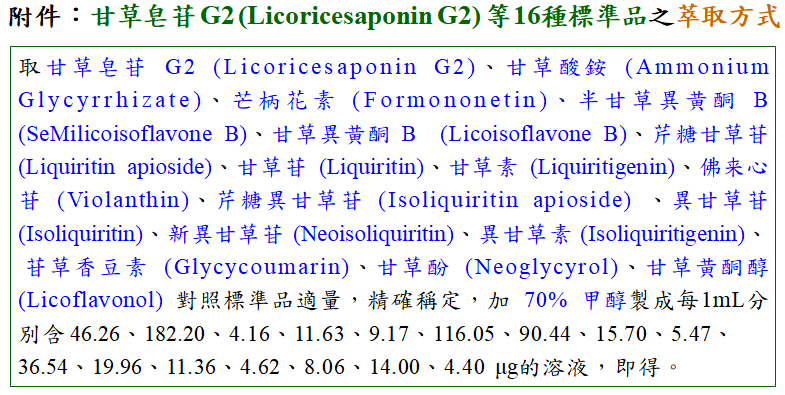 附件：甘草皂苷 G2 (Licoricesaponin G2) 等16種標準品之萃取方式
取甘草皂苷 G2 (Licoricesaponin G2)、甘草酸銨 (Ammonium
Glycyrrhizate)、芒柄花素 (Formononetin)、半甘草異黃酮 B
(SeMilicoisoflavone B)、甘草異黃酮 B (Licoisoflavone B)、芹糖甘草苷
(Liquiritin apioside)、甘草苷 (Liquiritin)、甘草素 (Liquiritigenin)、佛来心
苷 (Violanthin)、芹糖異甘草苷 (Isoliquiritin apioside) 、異甘草苷
(Isoliquiritin)、新異甘草苷 (Neoisoliquiritin)、異甘草素 (Isoliquiritigenin)、
苷草香豆素 (Glycycoumarin)、甘草酚 (Neoglycyrol)、甘草黄酮醇
(Licoflavonol) 對照標準品適量，精確稱定，加 70% 甲醇製成每1mL分
別含 46.26、182.20、4.16、11.63、9.17、116.05、90.44、15.70、5.47、
36.54、19.96、11.36、4.62、8.06、14.00、4.40 μg的溶液，即得。